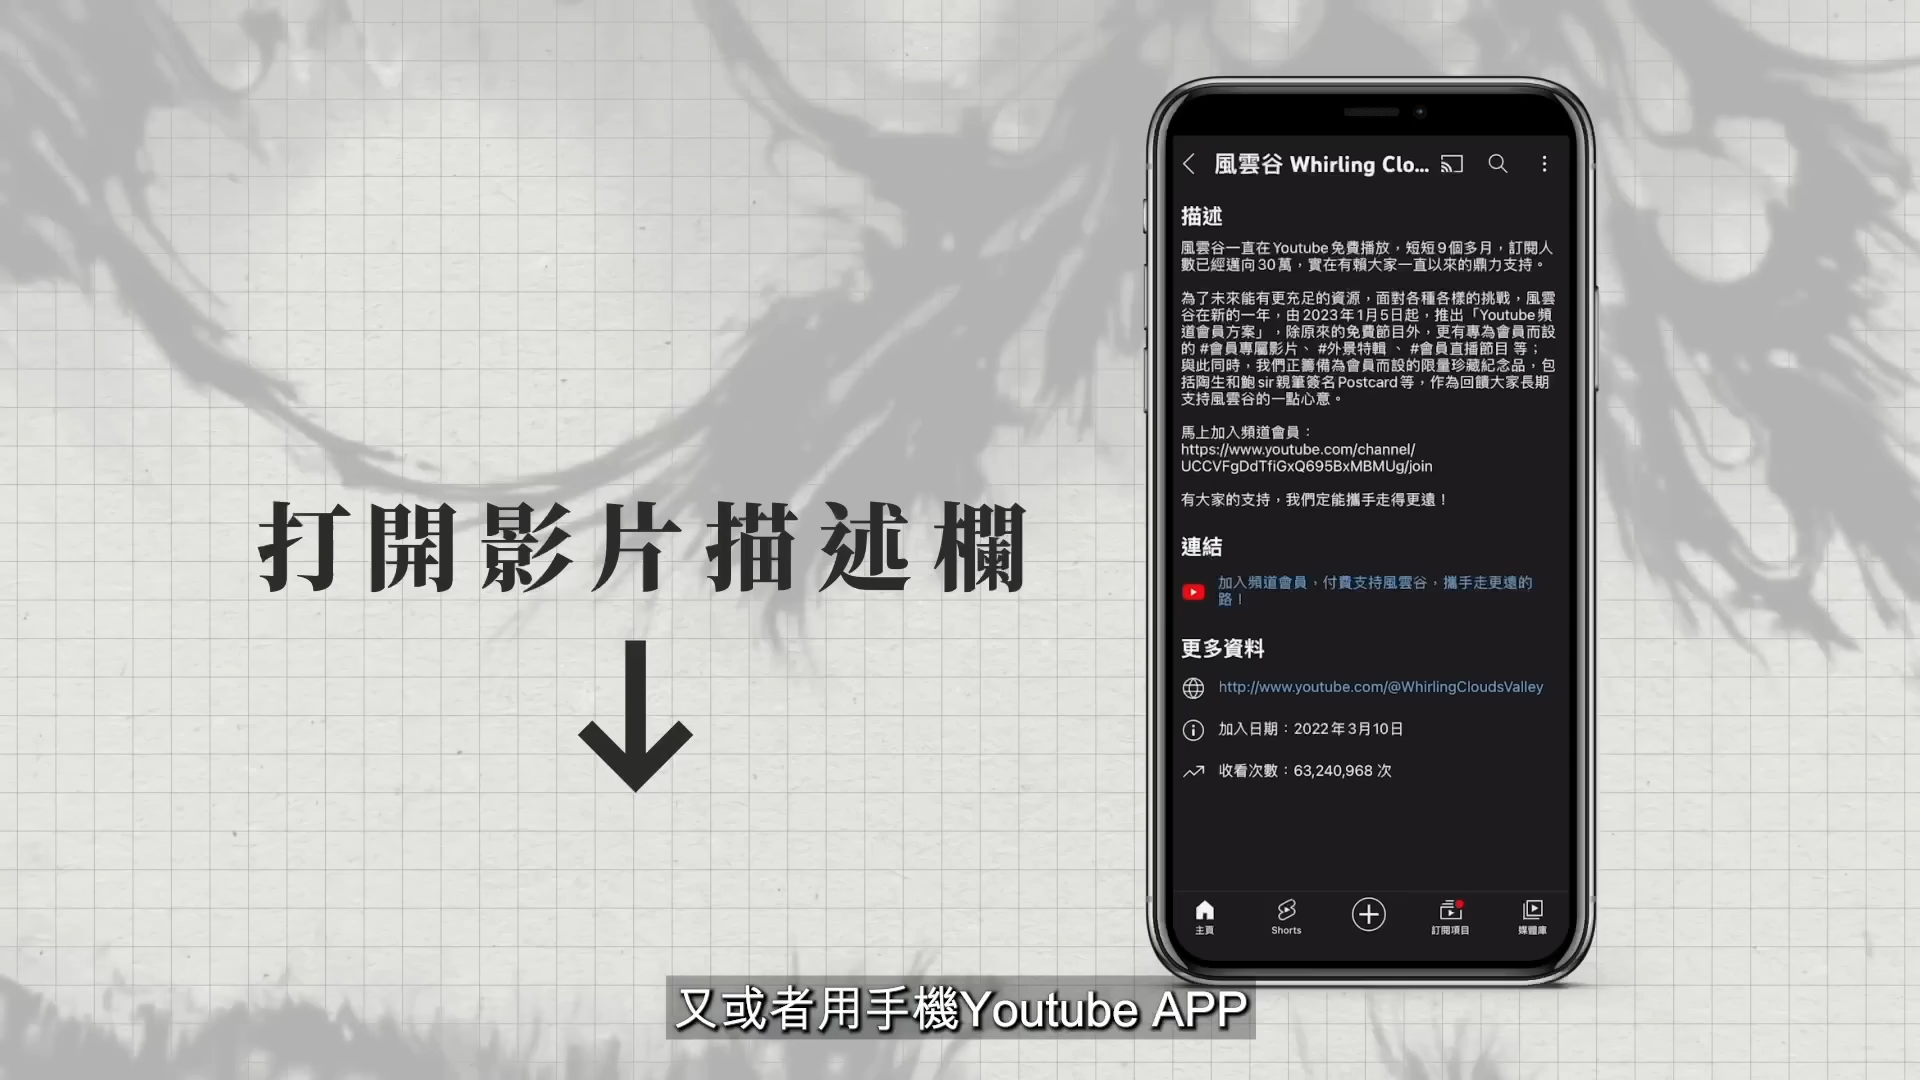 打開影片描述欄
風雲谷 Whirling Clo...
描述
風雲谷一直在Youtube免費播放，短短9個多月，訂閱人
數已經邁向30萬，實在有賴大家一直以來的鼎力支持。
為了未來能有更充足的資源，面對各種各樣的挑戰，風雲
谷在新的一年，由2023年1月5日起，推出「Youtube頻
道會員方案」，除原來的免費節目外，更有專為會員而設
的 #會員專屬影片、 #外景特輯 、 #會員直播節目 等；
與此同時，我們正籌備為會員而設的限量珍藏紀念品，包
括陶生和鮑sir親筆簽名Postcard等，作為回饋大家長期
支持風雲谷的一點心意。
馬上加入頻道會員：
https://www.youtube.com/channel/
UCCVFgDdTfiGxQ695BxMBMUg/join
有大家的支持，我們定能攜手走得更遠！
連結
加入頻道會員，付費支持風雲谷，攜手走更遠的
路！
更多資料
http://www.youtube.com/@WhirlingCloudsValley
加入日期：2022年3月10日
收看次數：63,240,968 次
主頁
Shorts
訂閱項目
媒體庫
又或者用手機Youtube APP